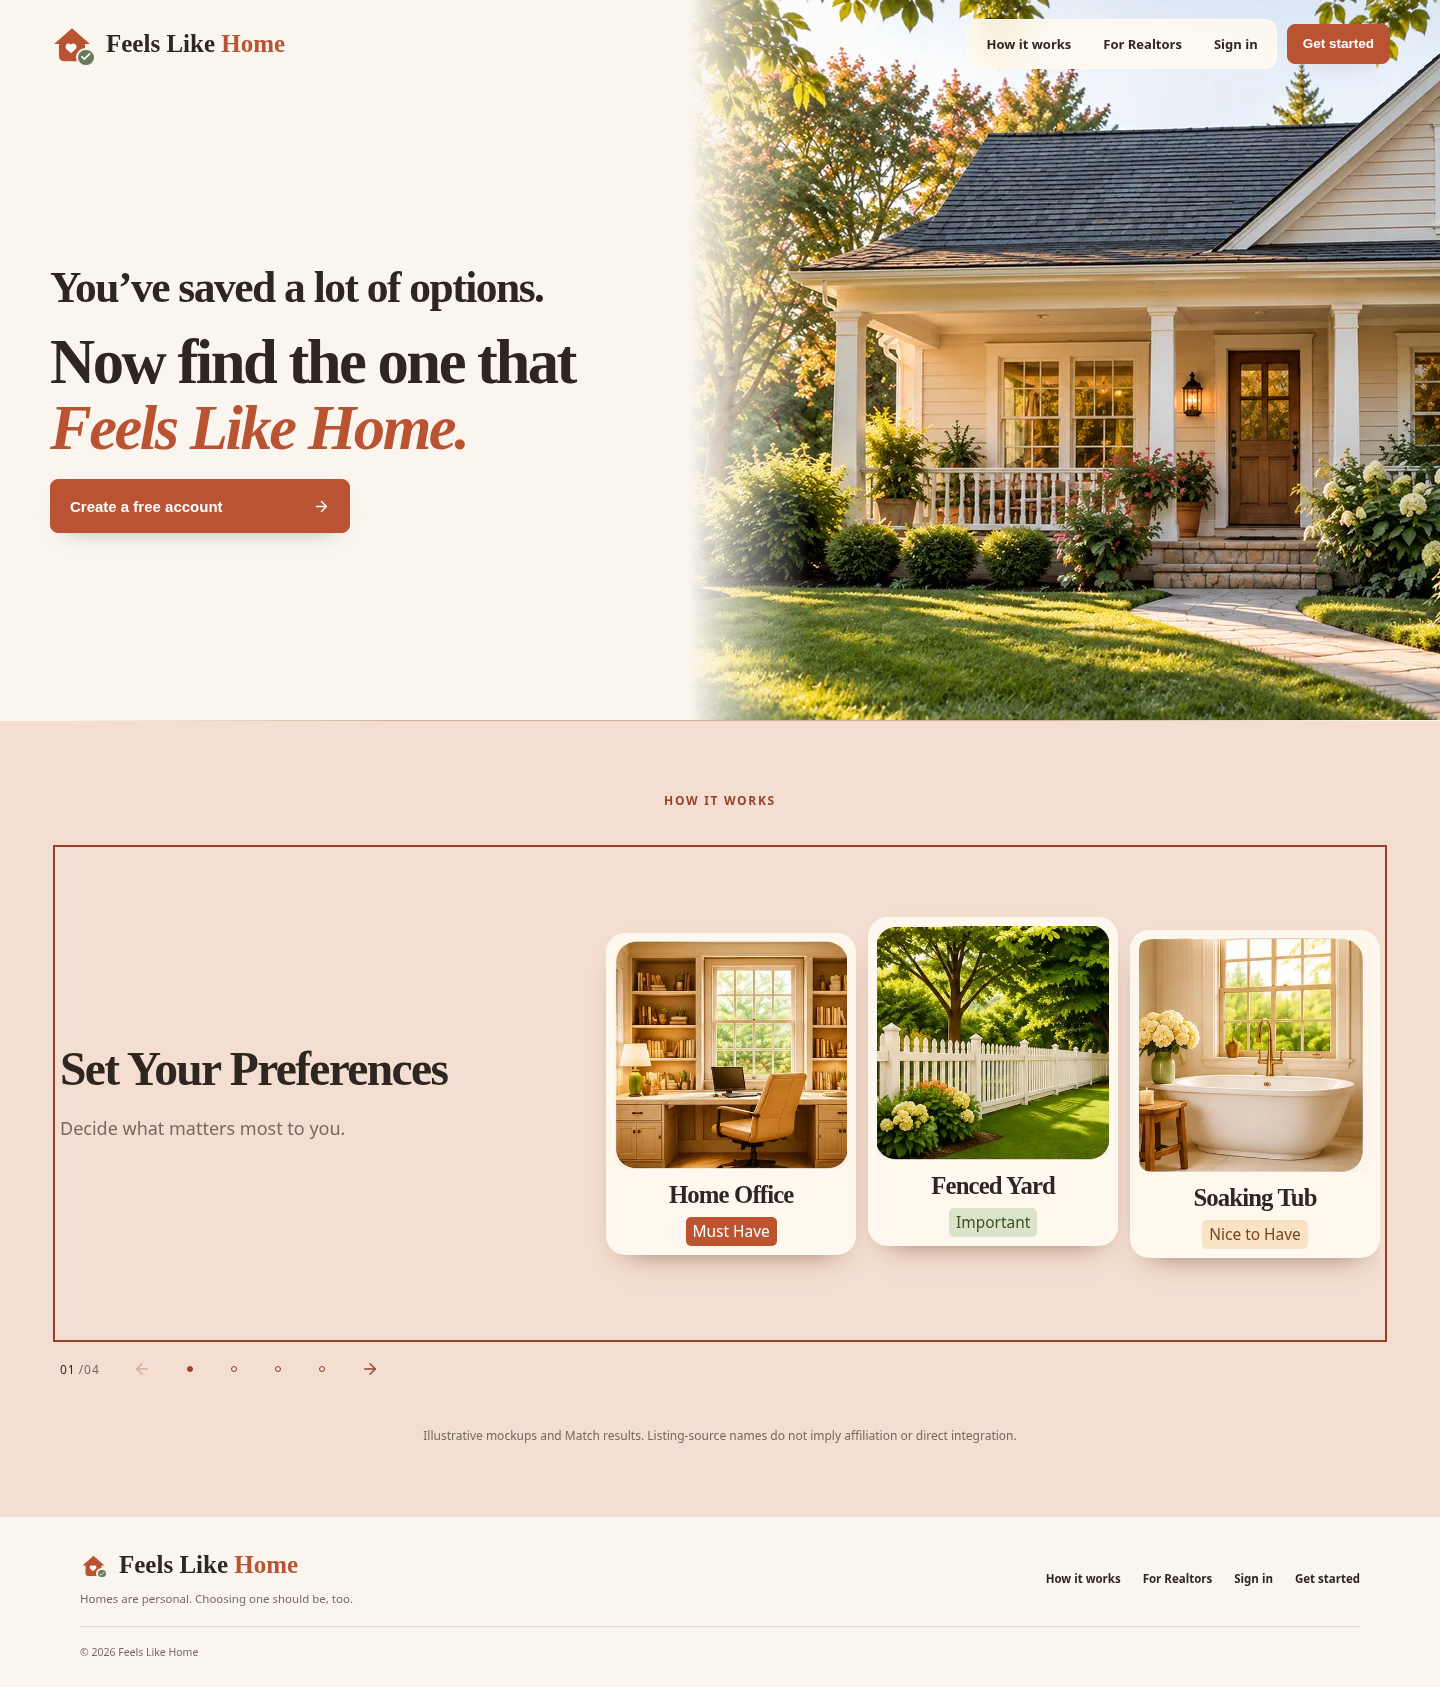 Feels Like Home
How it works
For Realtors
Sign in
Get started
You’ve saved a lot of options.
Now find the one that
Feels Like Home.
Create a free account
HOW IT WORKS
Set Your Preferences
Decide what matters most to you.
Home Office
Must Have
Fenced Yard
Important
Soaking Tub
Nice to Have
01 /04
Illustrative mockups and Match results. Listing-source names do not imply affiliation or direct integration.
Feels Like Home
Homes are personal. Choosing one should be, too.
How it works
For Realtors
Sign in
Get started
© 2026 Feels Like Home